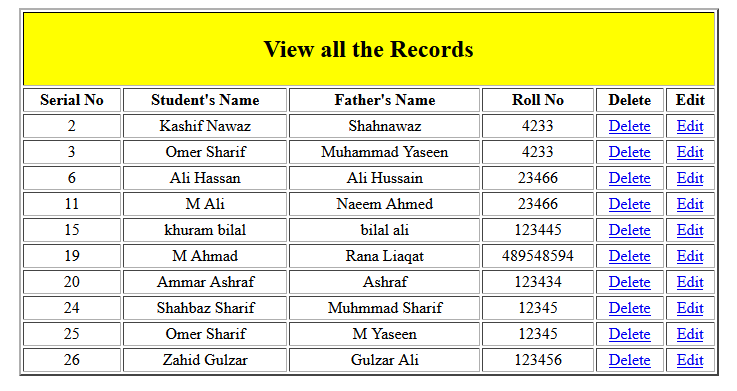 View all the Records
Serial No Student's Name Father's Name Roll No Delete Edit
2 Kashif Nawaz Shahnawaz 4233 Delete Edit
3 Omer Sharif Muhammad Yaseen 4233 Delete Edit
6 Ali Hassan Ali Hussain 23466 Delete Edit
11 M Ali Naeem Ahmed 23466 Delete Edit
15 khuram bilal bilal ali 123445 Delete Edit
19 M Ahmad Rana Liaqat 489548594 Delete Edit
20 Ammar Ashraf Ashraf 123434 Delete Edit
24 Shahbaz Sharif Muhmmad Sharif 12345 Delete Edit
25 Omer Sharif M Yaseen 12345 Delete Edit
26 Zahid Gulzar Gulzar Ali 123456 Delete Edit